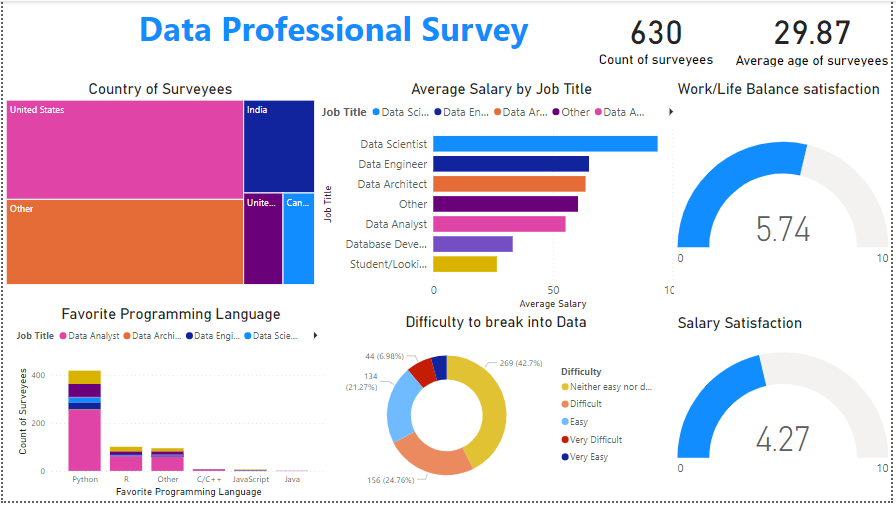 Data Professional Survey
630
Count of surveyees
29.87
Average age of surveyees
Country of Surveyees
United States
India
Other
Unite...
Can...
Average Salary by Job Title
Job Title
Data Sci...
Data En...
Data Ar...
Other
Data A...
Job Title
Data Scientist
Data Engineer
Data Architect
Other
Data Analyst
Database Deve...
Student/Looki...
0
50
10
Average Salary
Work/Life Balance satisfaction
5.74
0
10
Favorite Programming Language
Job Title
Data Analyst
Data Archi...
Data Engi...
Data Scie...
Count of Surveyees
400
200
0
Python
R
Other
C/C++
JavaScript
Java
Favorite Programming Language
Difficulty to break into Data
44 (6.98%)
269 (42.7%)
134
(21.27%)
156 (24.76%)
Difficulty
Neither easy nor d...
Difficult
Easy
Very Difficult
Very Easy
Salary Satisfaction
4.27
0
10